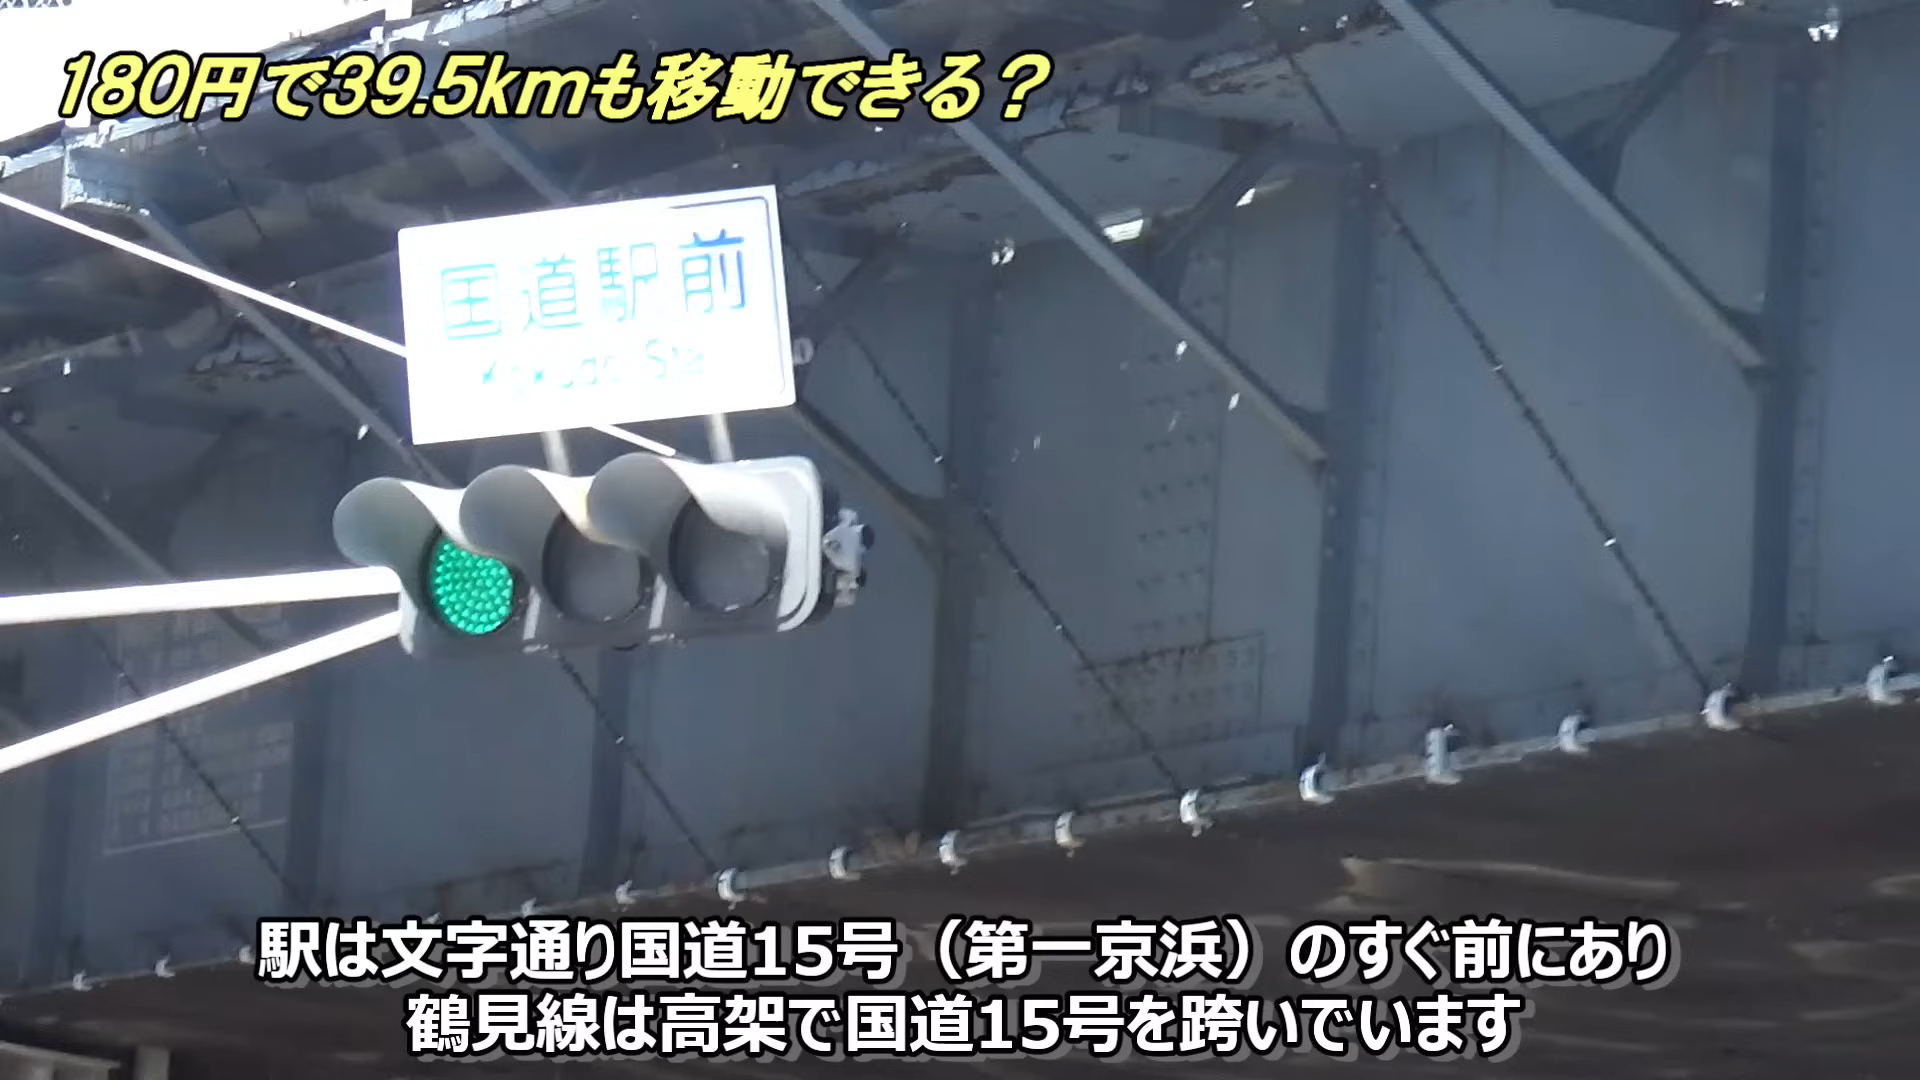 180円で39.5kmも移動できる？
国道駅前
Kokudo Sta.
駅は文字通り国道15号（第一京浜）のすぐ前にあり
鶴見線は高架で国道15号を跨いでいます